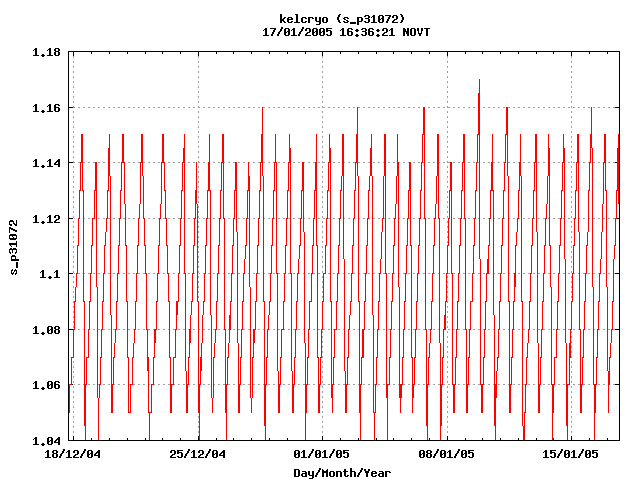 kelcryo (s_p31072)
17/01/2005 16:36:21 NOVT
1.18
1.16
1.14
1.12
1.1
1.08
1.06
1.04
s_p31072
18/12/04 25/12/04 01/01/05 08/01/05 15/01/05
Day/Month/Year